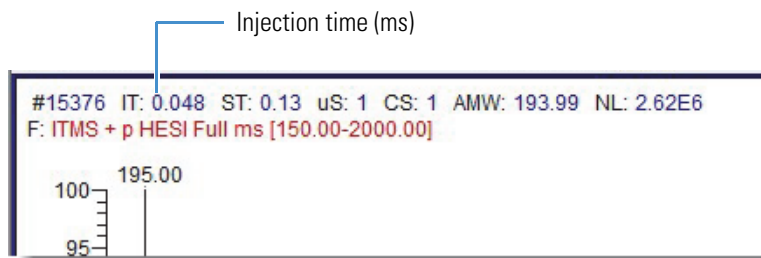 Injection time (ms)
#15376 IT: 0.048 ST: 0.13 uS: 1 CS: 1 AMW: 193.99 NL: 2.62E6
F: ITMS + p HESI Full ms [150.00-2000.00]
195.00
100
95